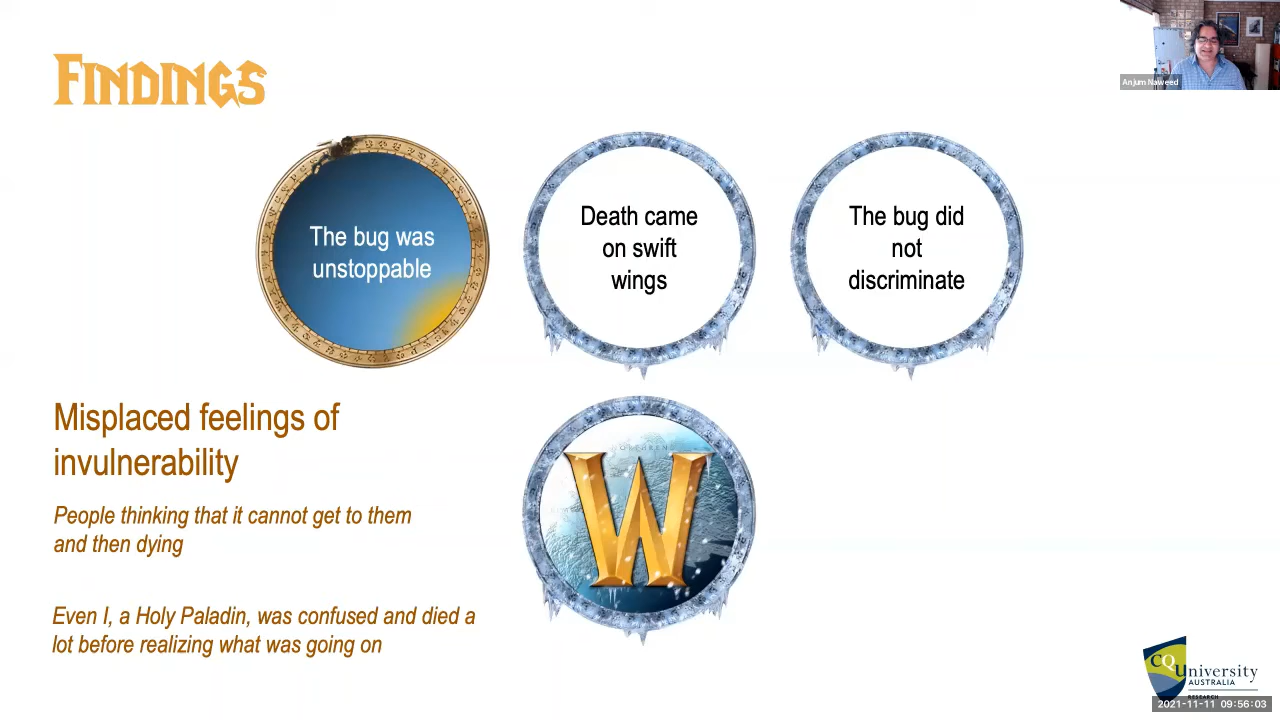 FINDINGS
Anjum Naweed
The bug was
unstoppable
Death came
on swift
wings
The bug did
not
discriminate
Misplaced feelings of
invulnerability
People thinking that it cannot get to them
and then dying
Even I, a Holy Paladin, was confused and died a
lot before realizing what was going on
W
CQUniversity
AUSTRALIA
RESEARCH
2021-11-11 09:56:03